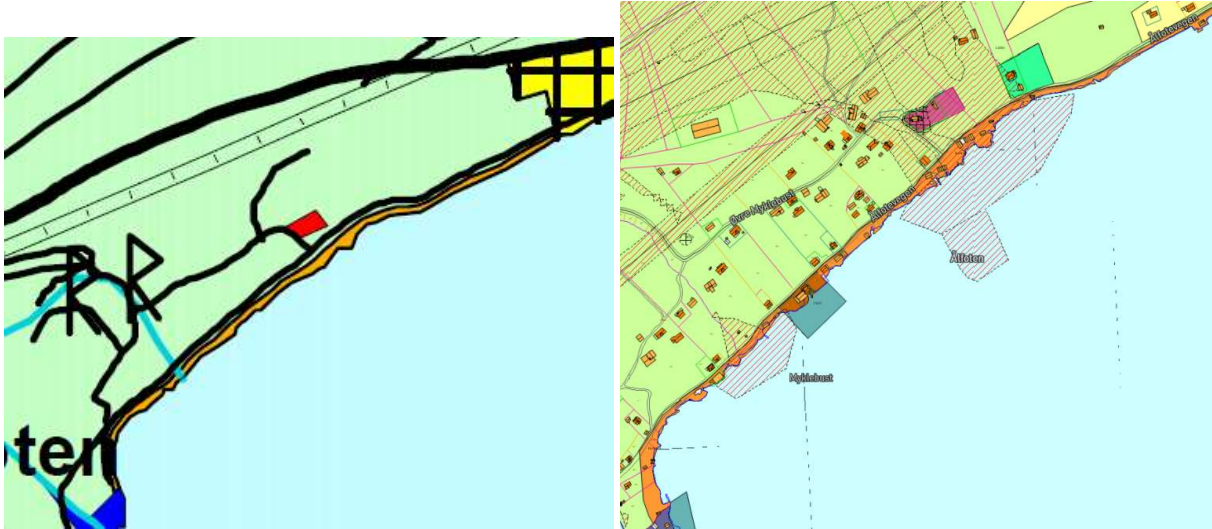 R R
ten
Ålfotevegen
Øvre Myklebust
Ålfotevegen
Ålfoten
Myklebust